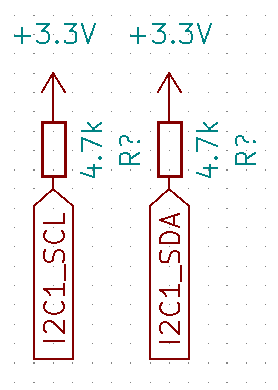 +3.3V
+3.3V
4.7k
R?
4.7k
R?
I2C1_SCL
I2C1_SDA